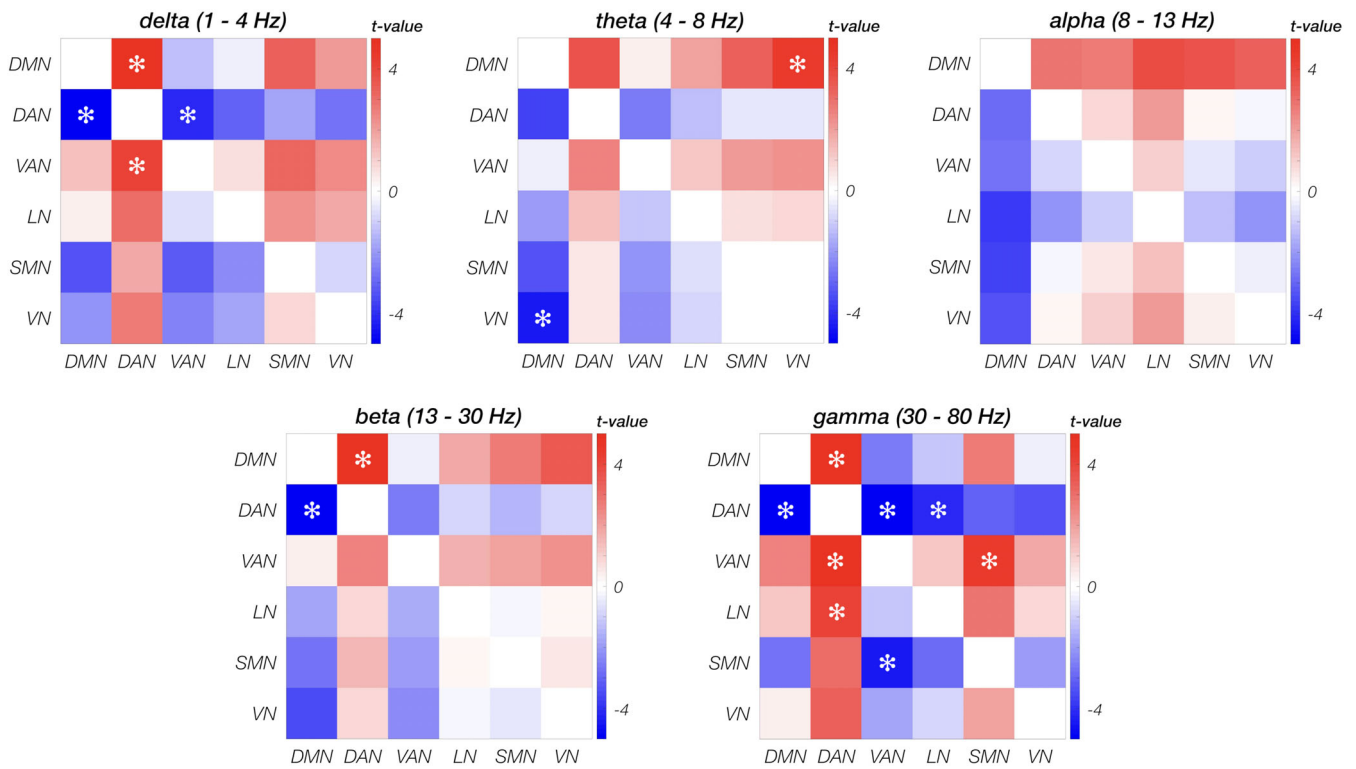 delta (1 - 4 Hz)
t-value
DMN
DAN
VAN
LN
SMN
VN
4
0
-4
DMN DAN VAN LN SMN VN
theta (4 - 8 Hz)
t-value
DMN
DAN
VAN
LN
SMN
VN
4
0
-4
DMN DAN VAN LN SMN VN
alpha (8 - 13 Hz)
t-value
DMN
DAN
VAN
LN
SMN
VN
4
0
-4
DMN DAN VAN LN SMN VN
beta (13 - 30 Hz)
t-value
DMN
DAN
VAN
LN
SMN
VN
4
0
-4
DMN DAN VAN LN SMN VN
gamma (30 - 80 Hz)
t-value
DMN
DAN
VAN
LN
SMN
VN
4
0
-4
DMN DAN VAN LN SMN VN